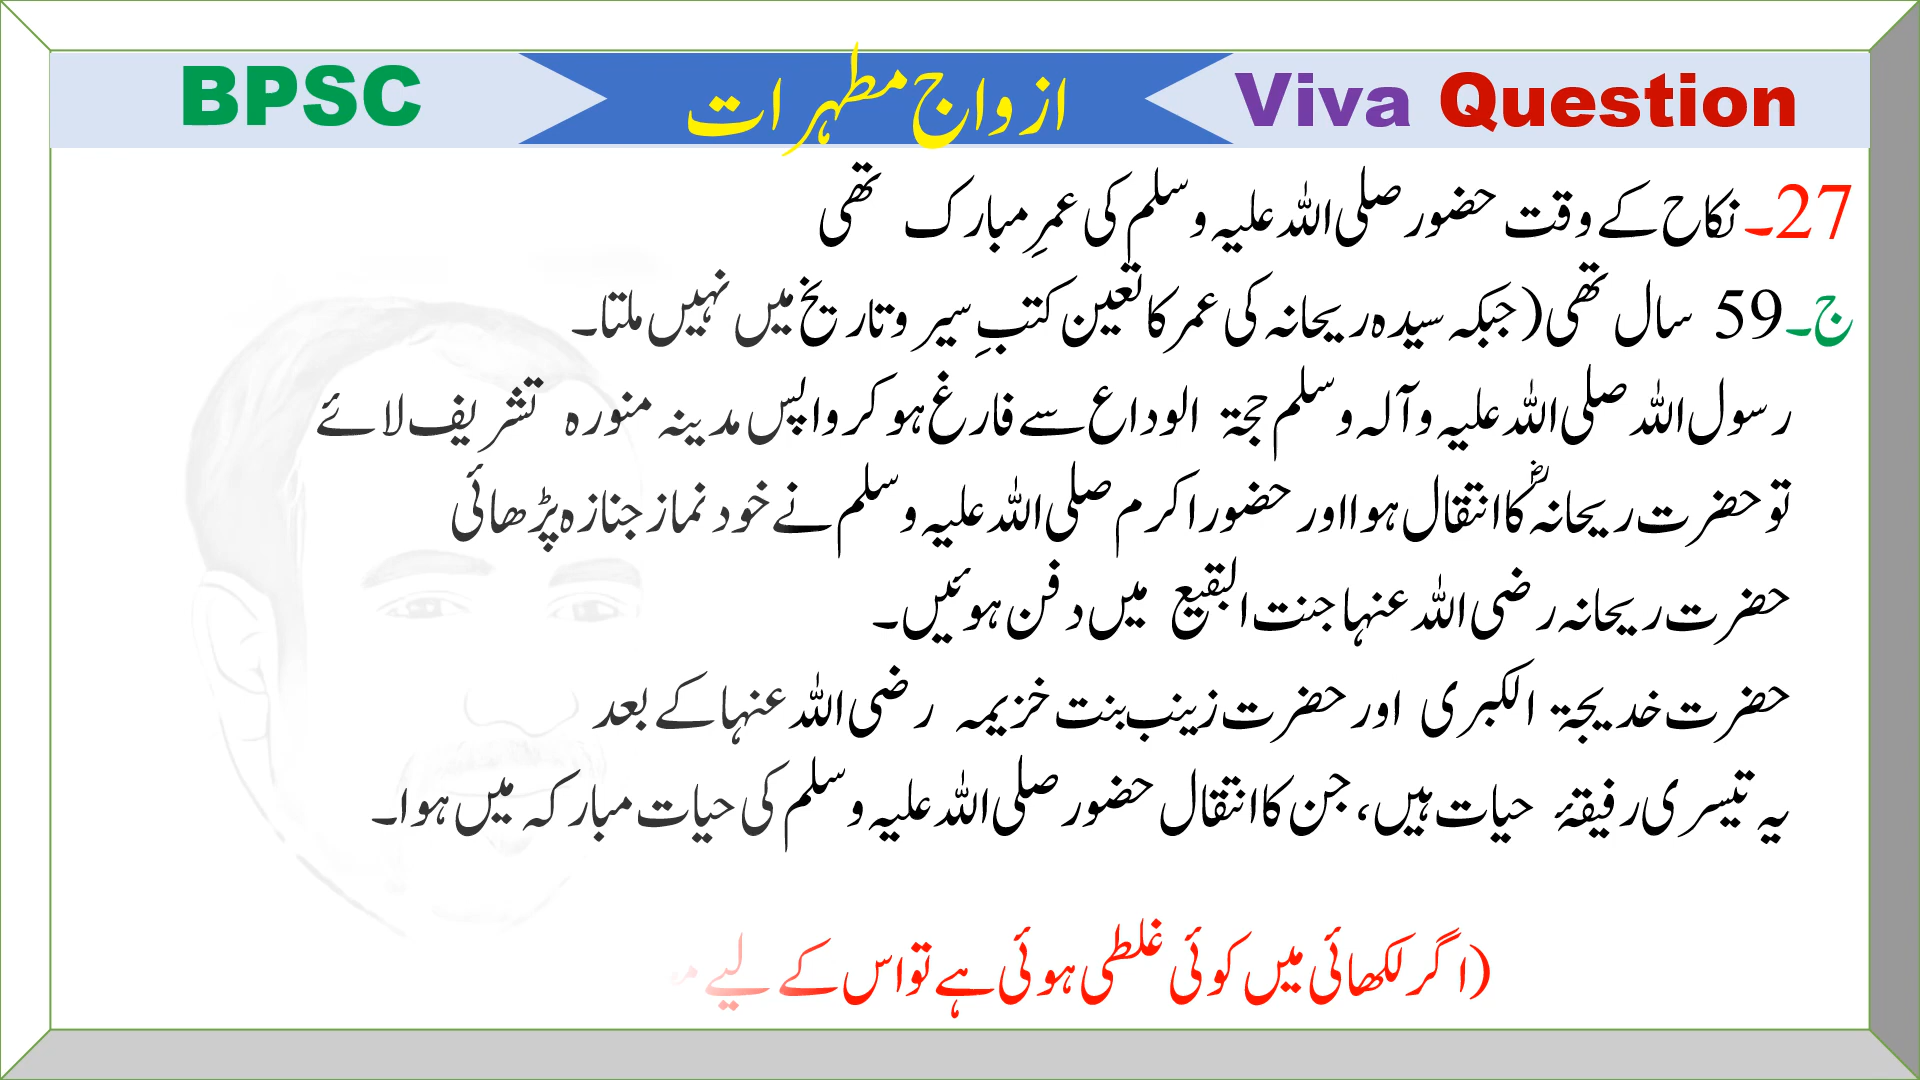 BPSC ازواج مطہرات Viva Question
27۔ نکاح کے وقت حضور صلی اللہ علیہ وسلم کی عمرِ مبارک تھی
ج۔ 59 سال تھی (جبکہ سیدہ ریحانہ کی عمر کا تعین کتبِ سیر و تاریخ میں نہیں ملتا۔
رسول اللہ صلی اللہ علیہ وآلہ وسلم حجۃ الوداع سے فارغ ہو کر واپس مدینہ منورہ تشریف لائے
تو حضرت ریحانہؓ کا انتقال ہوا اور حضور اکرم صلی اللہ علیہ وسلم نے خود نماز جنازہ پڑھائی
حضرت ریحانہ رضی اللہ عنہا جنت البقیع میں دفن ہوئیں۔
حضرت خدیجۃ الکبری اور حضرت زینب بنت خزیمہ رضی اللہ عنہا کے بعد
یہ تیسری رفیقۂ حیات ہیں، جن کا انتقال حضور صلی اللہ علیہ وسلم کی حیات مبارکہ میں ہوا۔
(اگر لکھائی میں کوئی غلطی ہوئی ہے تو اس کے لیے